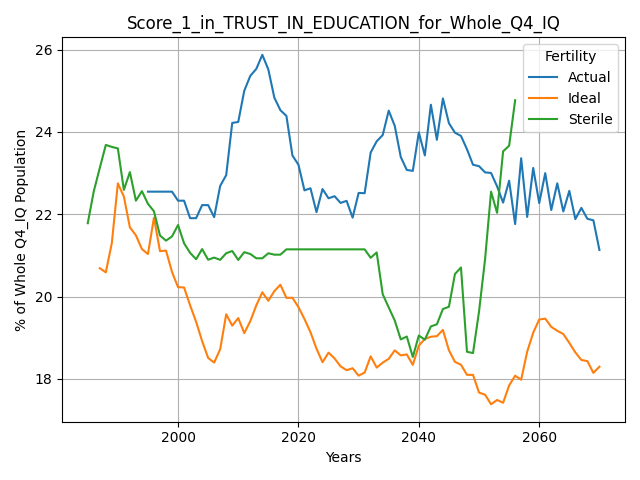 Score_1_in_TRUST_IN_EDUCATION_for_Whole_Q4_IQ
% of Whole Q4_IQ Population
26
24
22
20
18
Fertility
Actual
Ideal
Sterile
2000 2020 2040 2060
Years